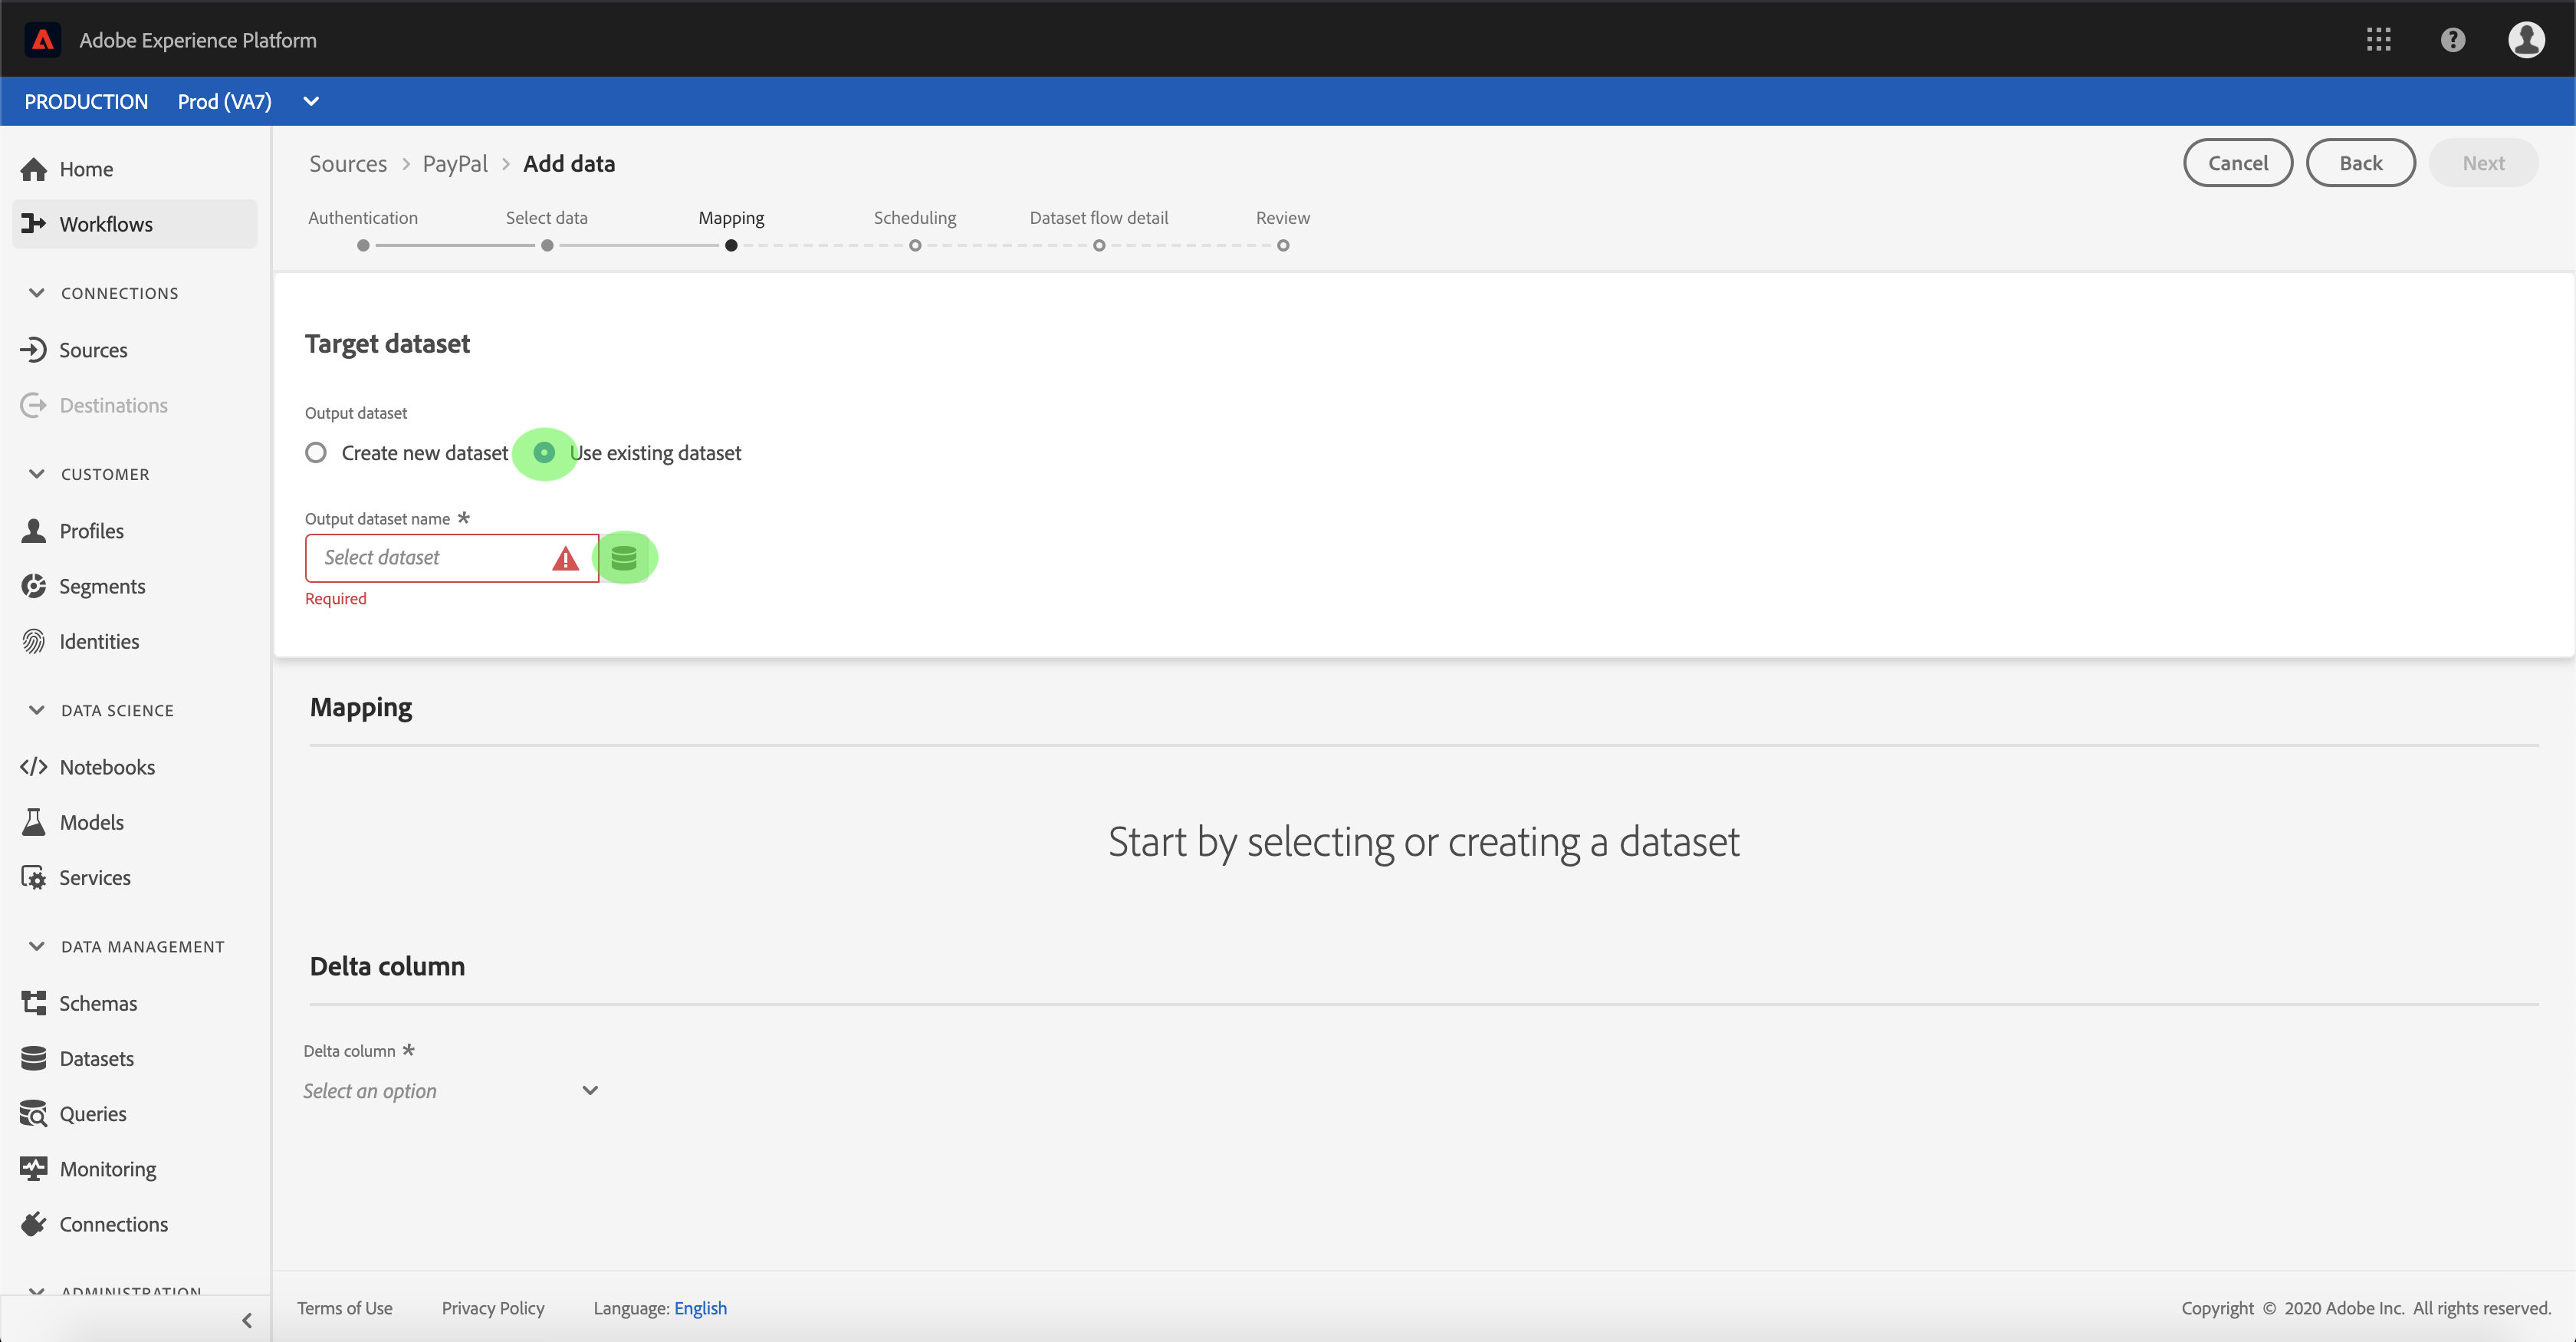 Adobe Experience Platform
PRODUCTION Prod (VA7)
Home
Workflows
CONNECTIONS
Sources
Destinations
CUSTOMER
Profiles
Segments
Identities
DATA SCIENCE
Notebooks
Models
Services
DATA MANAGEMENT
Schemas
Datasets
Queries
Monitoring
Connections
ADMINISTRATION
Sources > PayPal > Add data
Cancel Back Next
Authentication Select data Mapping Scheduling Dataset flow detail Review
Target dataset
Output dataset
Create new dataset Use existing dataset
Output dataset name *
Select dataset
Required
Mapping
Start by selecting or creating a dataset
Delta column
Delta column *
Select an option
Terms of Use Privacy Policy Language: English Copyright © 2020 Adobe Inc. All rights reserved.